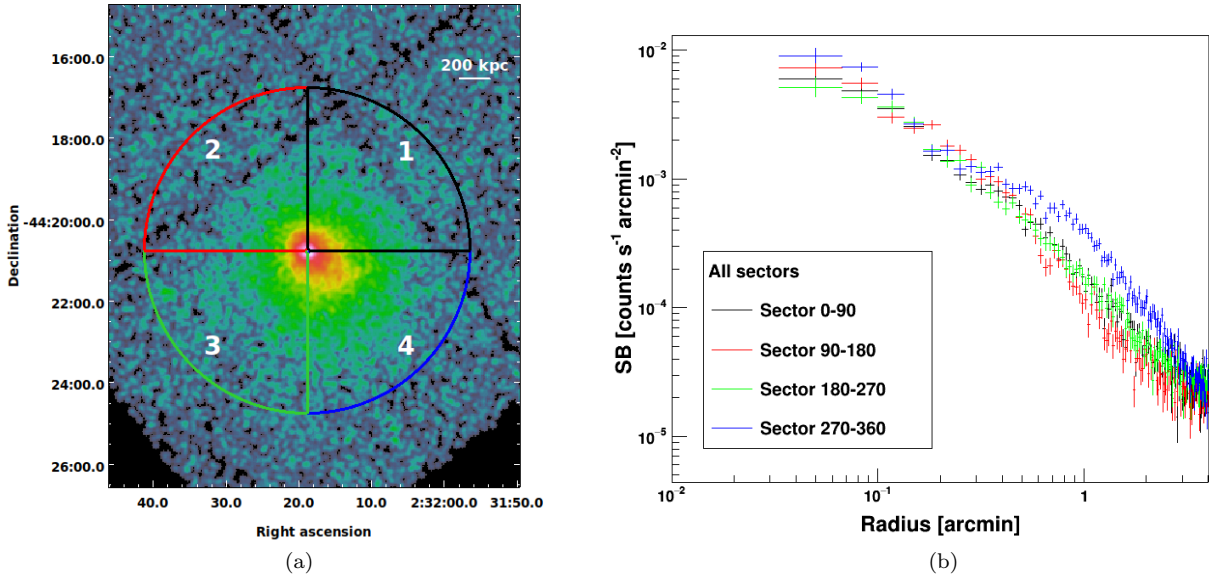 (a)
Declination
16:00.0
18:00.0
-44:20:00.0
22:00.0
24:00.0
26:00.0
200 kpc
2
1
3
4
40.0 30.0 20.0 10.0 2:32:00.0 31:50.0
Right ascension
(b)
SB [counts s⁻¹ arcmin⁻²]
10⁻²
10⁻³
10⁻⁴
10⁻⁵
All sectors
Sector 0-90
Sector 90-180
Sector 180-270
Sector 270-360
10⁻² 10⁻¹ 1
Radius [arcmin]